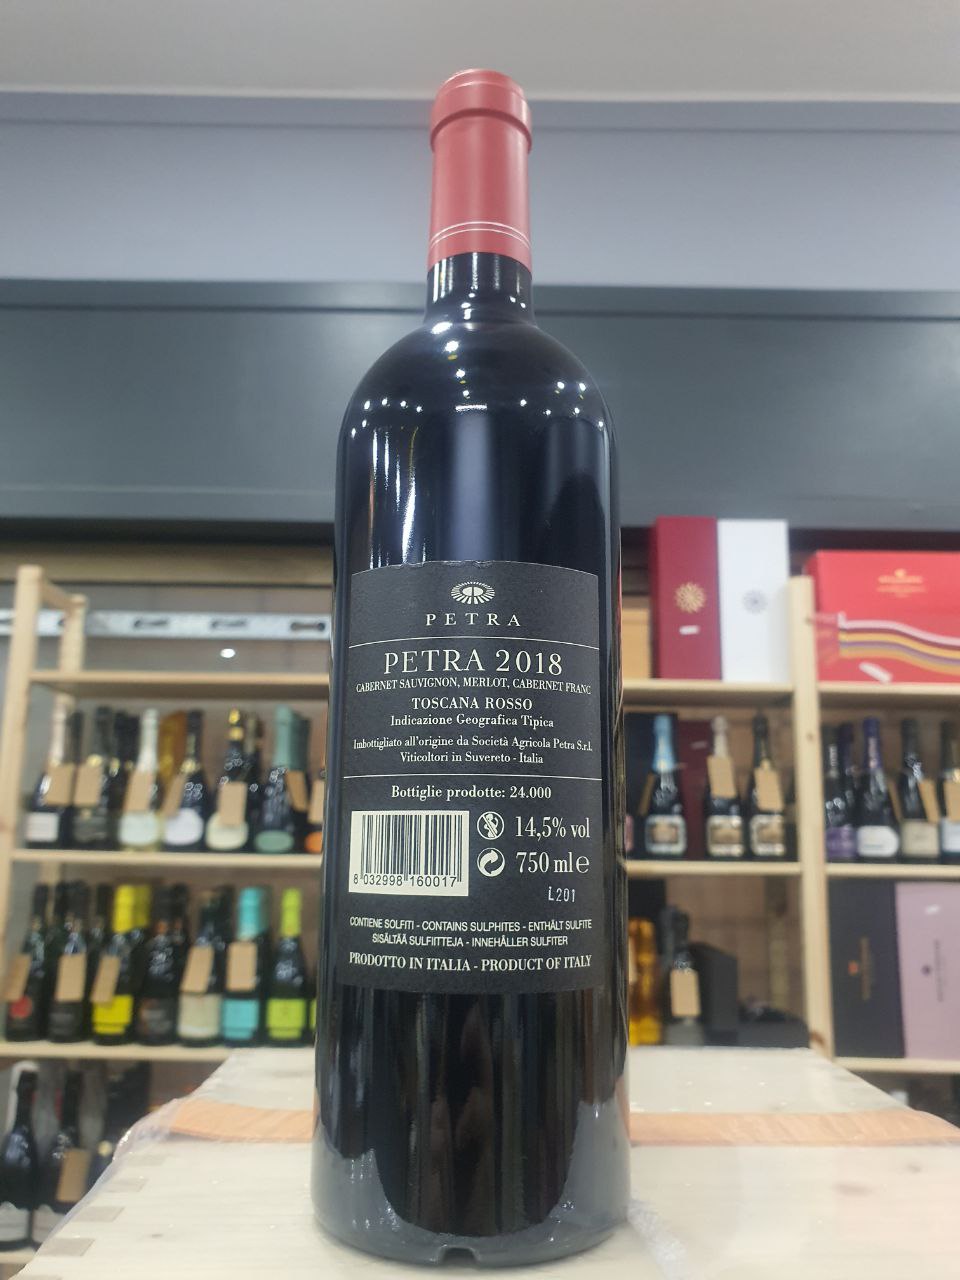 PETRA
PETRA 2018
CABERNET SAUVIGNON, MERLOT, CABERNET FRANC
TOSCANA ROSSO
Indicazione Geografica Tipica
Imbottigliato all'origine da Società Agricola Petra S.r.l.
Viticoltori in Suvereto - Italia
Bottiglie prodotte: 24.000
14,5% vol
750 ml e
8 032998 160017
L201
CONTIENE SOLFITI - CONTAINS SULPHITES - ENTHÄLT SULFITE
SISÄLTÄÄ SULFIITTEJA - INNEHÅLLER SULFITER
PRODOTTO IN ITALIA - PRODUCT OF ITALY